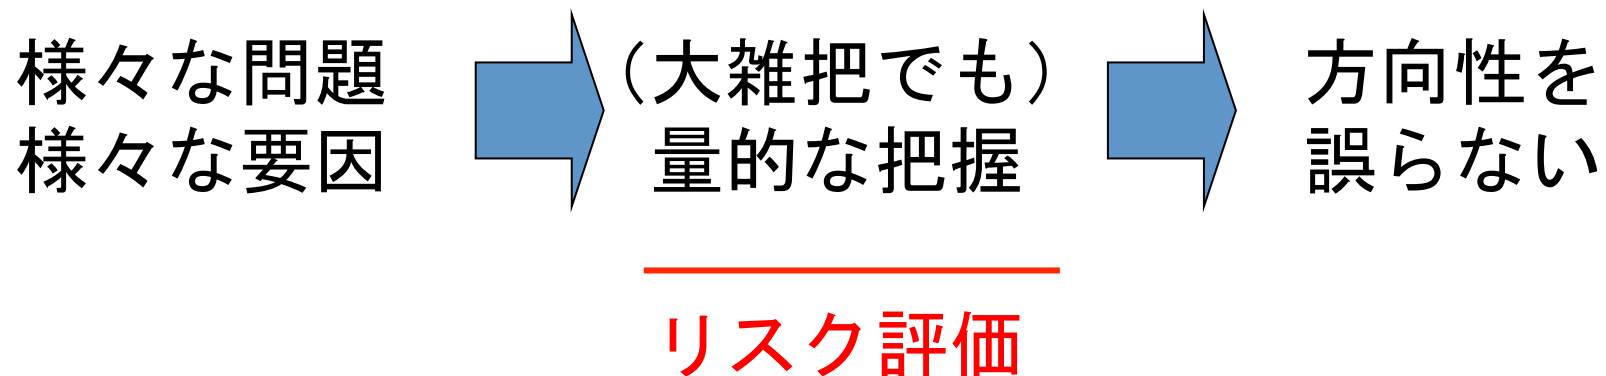 様々な問題
様々な要因
(大雑把でも)
量的な把握
方向性を
誤らない
リスク評価